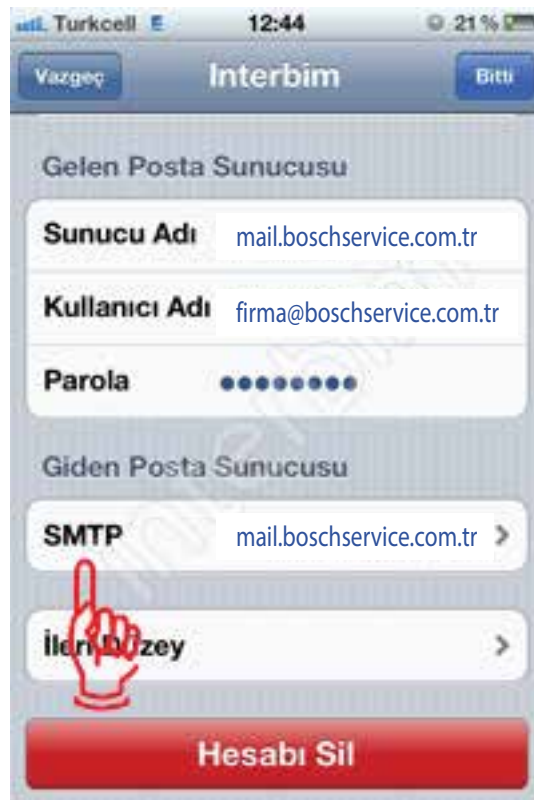 Turkcell E 12:44 21 %
Vazgeç Interbim Bitti
Gelen Posta Sunucusu
Sunucu Adı mail.boschservice.com.tr
Kullanıcı Adı firma@boschservice.com.tr
Parola ●●●●●●●●
Giden Posta Sunucusu
SMTP mail.boschservice.com.tr
İleri Düzey
Hesabı Sil